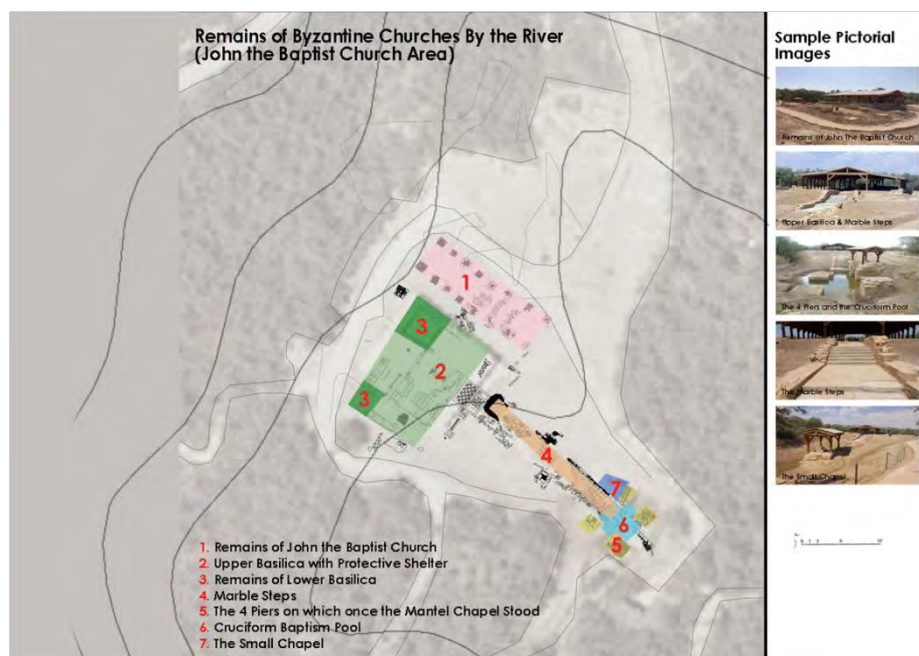 Remains of Byzantine Churches By the River
(John the Baptist Church Area)
1
3
2
3
4
7
6
5
1. Remains of John the Baptist Church
2. Upper Basilica with Protective Shelter
3. Remains of Lower Basilica
4. Marble Steps
5. The 4 Piers on which once the Mantel Chapel Stood
6. Cruciform Baptism Pool
7. The Small Chapel
Sample Pictorial
Images
Remains of John The Baptist Church
Upper Basilica & Marble Steps
The 4 Piers and the Cruciform Pool
The Marble Steps
The Small Chapel